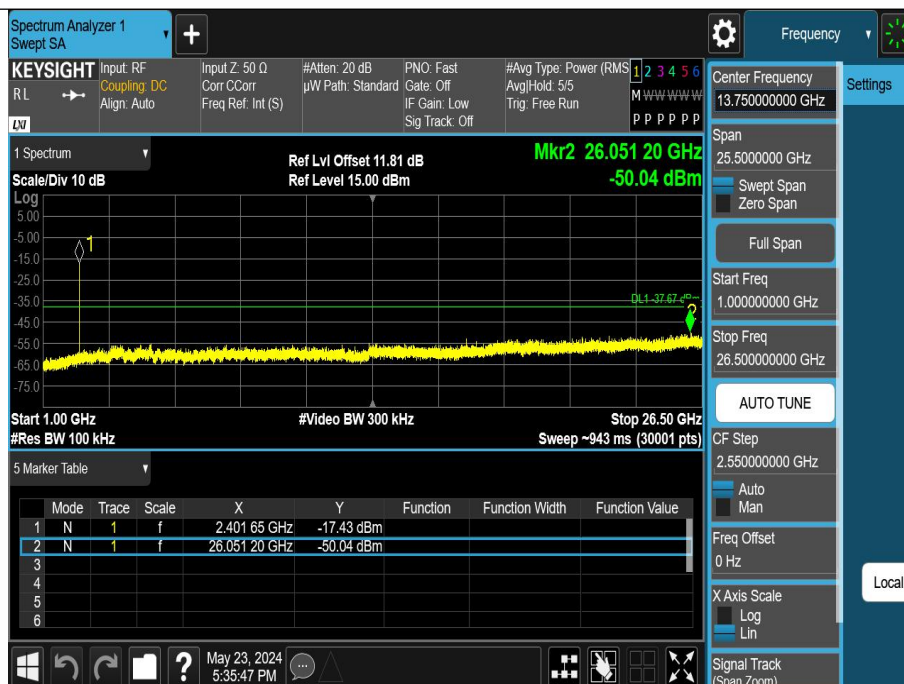 Spectrum Analyzer 1
Swept SA
Frequency
KEYSIGHT
R L
LXI
Input: RF
Coupling: DC
Align: Auto
Input Z: 50 Ω
Corr CCorr
Freq Ref: Int (S)
#Atten: 20 dB
µW Path: Standard
PNO: Fast
Gate: Off
IF Gain: Low
Sig Track: Off
#Avg Type: Power (RMS
Avg|Hold: 5/5
Trig: Free Run
1 2 3 4 5 6
M W W W W W
P P P P P P
1 Spectrum
Scale/Div 10 dB
Ref Lvl Offset 11.81 dB
Ref Level 15.00 dBm
Mkr2 26.051 20 GHz
-50.04 dBm
Log
5.00
-5.00
-15.0
-25.0
-35.0
-45.0
-55.0
-65.0
-75.0
1
DL1 -37.67 dBm
Start 1.00 GHz
#Res BW 100 kHz
#Video BW 300 kHz
Stop 26.50 GHz
Sweep ~943 ms (30001 pts)
5 Marker Table
Mode Trace Scale X Y Function Function Width Function Value
1 N 1 f 2.401 65 GHz -17.43 dBm
2 N 1 f 26.051 20 GHz -50.04 dBm
3
4
5
6
Center Frequency
13.750000000 GHz
Span
25.5000000 GHz
Swept Span
Zero Span
Full Span
Start Freq
1.000000000 GHz
Stop Freq
26.500000000 GHz
AUTO TUNE
CF Step
2.550000000 GHz
Auto
Man
Freq Offset
0 Hz
X Axis Scale
Log
Lin
Signal Track
(Span Zoom)
Settings
Local
?
May 23, 2024
5:35:47 PM